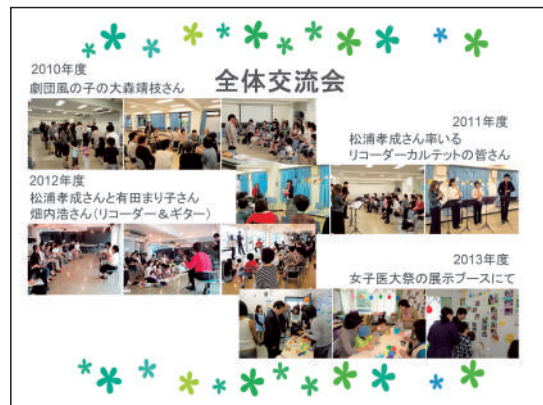 全体交流会
2010年度
劇団風の子の大森靖枝さん
2011年度
松浦孝成さん率いる
リコーダーカルテットの皆さん
2012年度
松浦孝成さんと有田まり子さん
畑内浩さん(リコーダー&ギター)
2013年度
女子医大祭の展示ブースにて